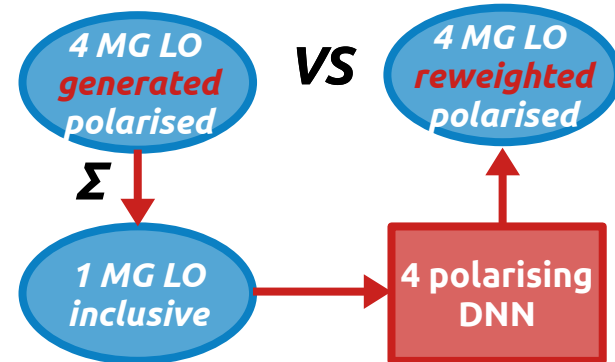 4 MG LO
generated
polarised
VS
4 MG LO
reweighted
polarised
Σ
1 MG LO
inclusive
4 polarising
DNN